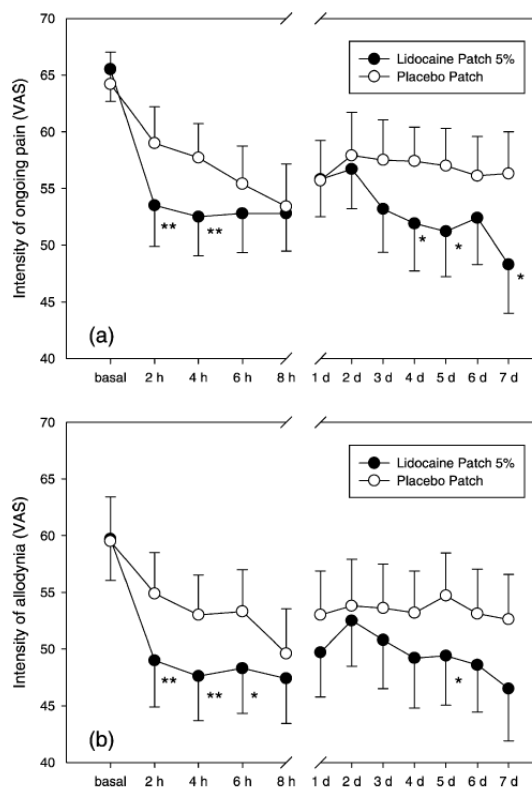 70
65
60
55
50
45
40
Intensity of ongoing pain (VAS)
Lidocaine Patch 5%
Placebo Patch
**
**
*
*
*
(a)
basal 2 h 4 h 6 h 8 h 1 d 2 d 3 d 4 d 5 d 6 d 7 d
70
65
60
55
50
45
40
Intensity of allodynia (VAS)
Lidocaine Patch 5%
Placebo Patch
**
**
*
*
(b)
basal 2 h 4 h 6 h 8 h 1 d 2 d 3 d 4 d 5 d 6 d 7 d